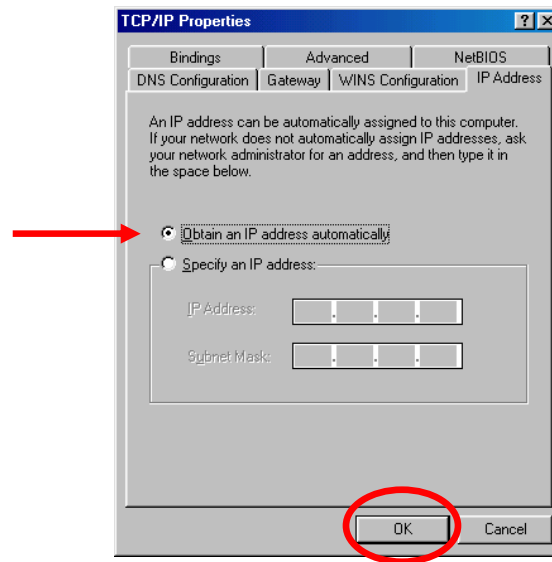 TCP/IP Properties
Bindings Advanced NetBIOS
DNS Configuration Gateway WINS Configuration IP Address
An IP address can be automatically assigned to this computer.
If your network does not automatically assign IP addresses, ask
your network administrator for an address, and then type it in
the space below.
Obtain an IP address automatically
Specify an IP address:
IP Address:
Subnet Mask:
OK Cancel